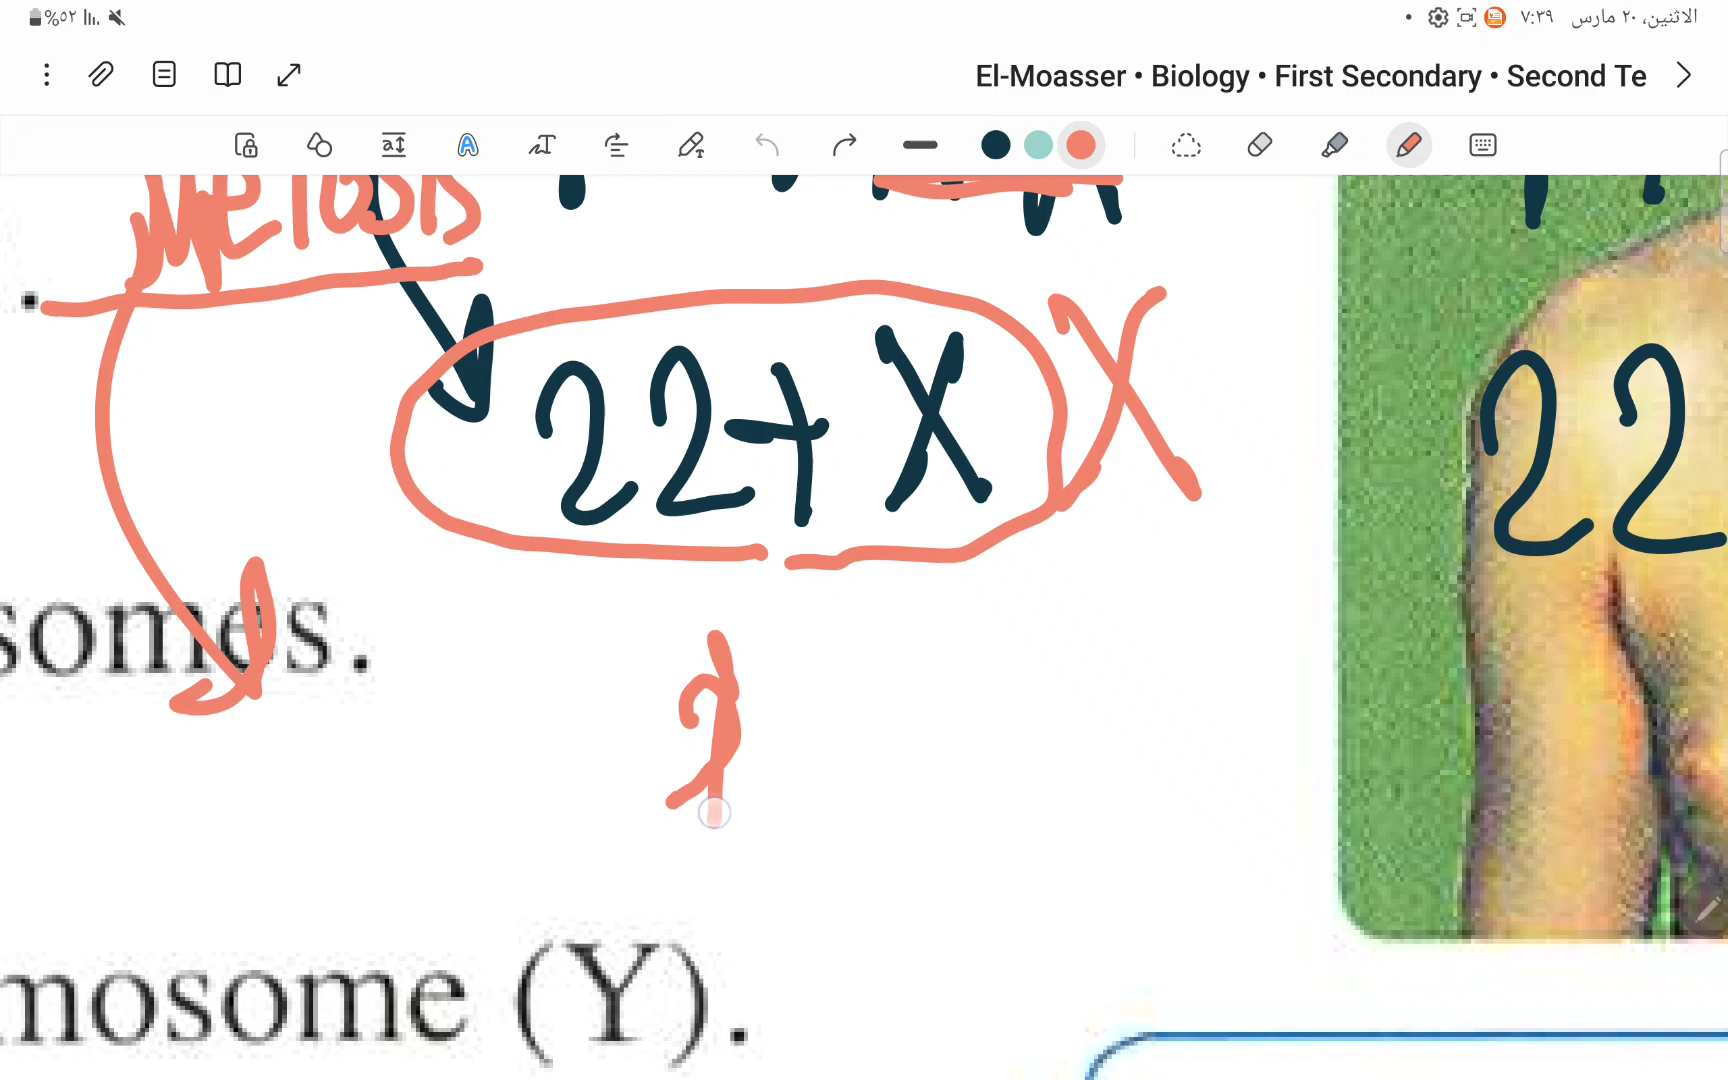 %٥٢ الاثنين، ٢٠ مارس ٧:٣٩
El-Moasser • Biology • First Secondary • Second Te
Meiosis
22+X X
22
somes.
mosome (Y).